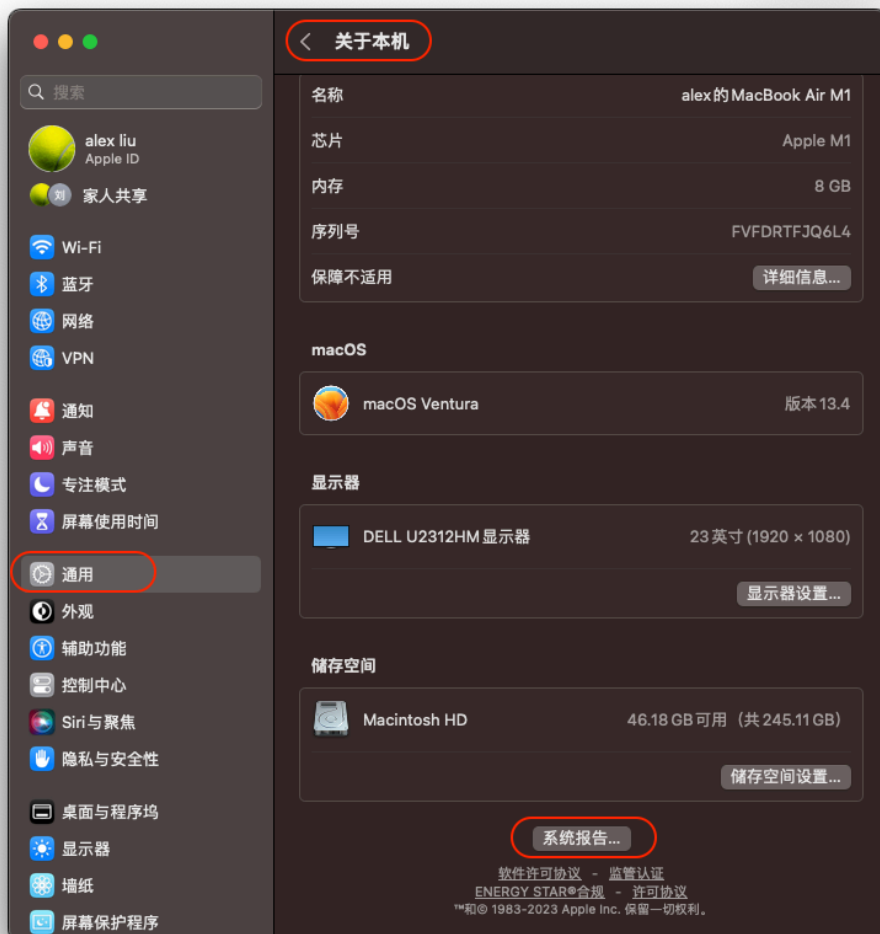 搜索
alex liu
Apple ID
刘
家人共享
Wi-Fi
蓝牙
网络
VPN
通知
声音
专注模式
屏幕使用时间
通用
外观
辅助功能
控制中心
Siri与聚焦
隐私与安全性
桌面与程序坞
显示器
墙纸
屏幕保护程序
关于本机
名称 alex的MacBook Air M1
芯片 Apple M1
内存 8 GB
序列号 FVFDRTFJQ6L4
保障不适用 详细信息...
macOS
macOS Ventura 版本 13.4
显示器
DELL U2312HM 显示器 23英寸 (1920 × 1080)
显示器设置...
储存空间
Macintosh HD 46.18 GB可用（共245.11 GB）
储存空间设置...
系统报告...
软件许可协议 - 监管认证
ENERGY STAR®合规 - 许可协议
™和© 1983-2023 Apple Inc. 保留一切权利。